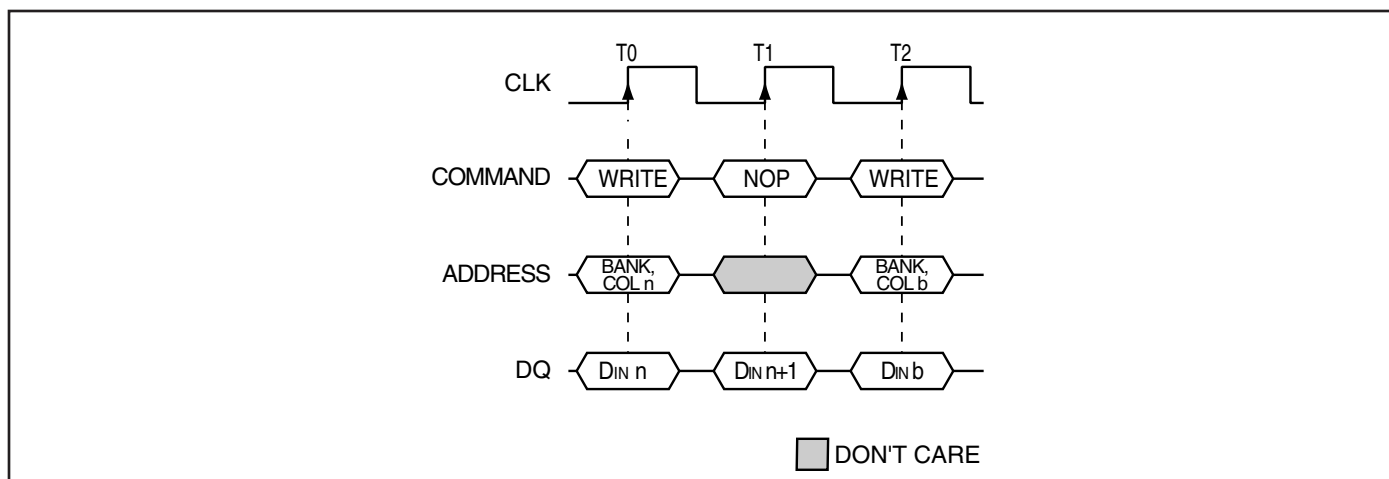 T0 T1 T2
CLK
COMMAND WRITE NOP WRITE
ADDRESS BANK, COL n BANK, COL b
DQ DIN n DIN n+1 DIN b
DON'T CARE